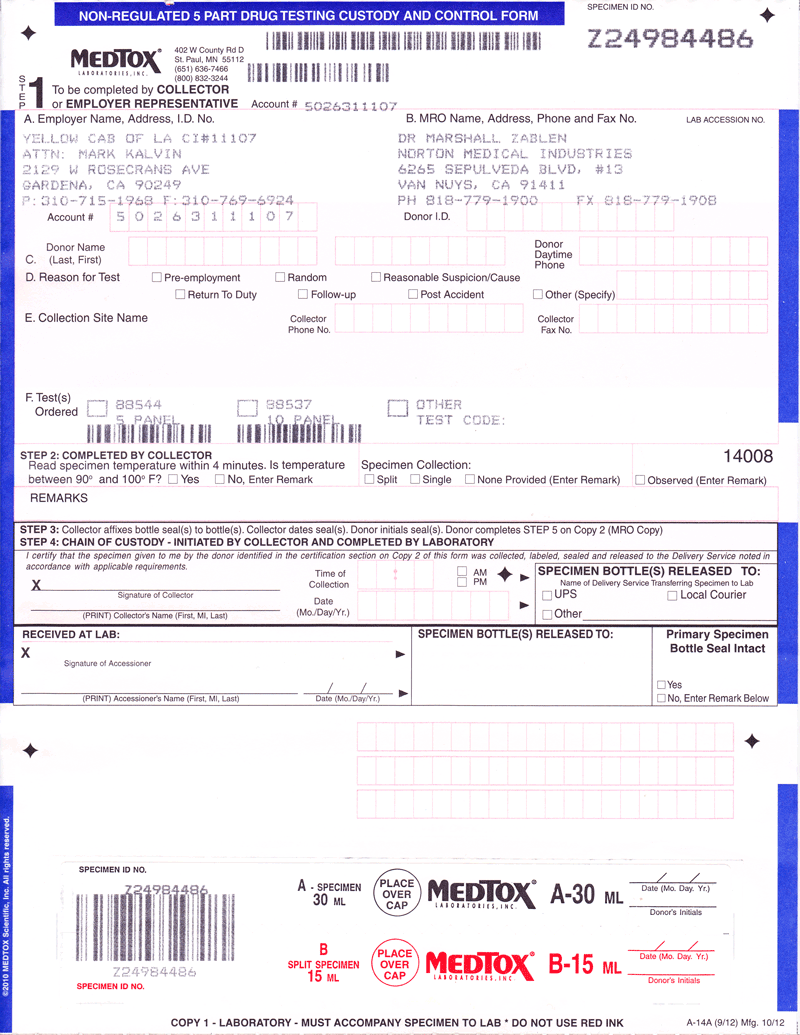 NON-REGULATED 5 PART DRUG TESTING CUSTODY AND CONTROL FORM
SPECIMEN ID NO.
Z24984486
MEDTOX®
LABORATORIES, INC.
402 W County Rd D
St. Paul, MN 55112
(651) 636-7466
(800) 832-3244
STEP 1
To be completed by COLLECTOR
or EMPLOYER REPRESENTATIVE Account # 5026311107
A. Employer Name, Address, I.D. No.
B. MRO Name, Address, Phone and Fax No.
LAB ACCESSION NO.
YELLOW CAB OF LA CI#11107
ATTN: MARK KALVIN
2129 W ROSECRANS AVE
GARDENA, CA 90249
P:310-715-1968 F:310-769-6924
DR MARSHALL ZABLEN
NORTON MEDICAL INDUSTRIES
6265 SEPULVEDA BLVD, #13
VAN NUYS, CA 91411
PH 818-779-1900 FX 818-779-1908
Account # 5026311107
Donor I.D.
C. Donor Name
(Last, First)
Donor
Daytime
Phone
D. Reason for Test
Pre-employment
Random
Reasonable Suspicion/Cause
Return To Duty
Follow-up
Post Accident
Other (Specify)
E. Collection Site Name
Collector
Phone No.
Collector
Fax No.
F. Test(s)
Ordered
88544
5 PANEL
88537
10 PANEL
OTHER
TEST CODE:
STEP 2: COMPLETED BY COLLECTOR
Read specimen temperature within 4 minutes. Is temperature
between 90° and 100° F? Yes No, Enter Remark
Specimen Collection:
Split Single None Provided (Enter Remark)
14008
Observed (Enter Remark)
REMARKS
STEP 3: Collector affixes bottle seal(s) to bottle(s). Collector dates seal(s). Donor initials seal(s). Donor completes STEP 5 on Copy 2 (MRO Copy)
STEP 4: CHAIN OF CUSTODY - INITIATED BY COLLECTOR AND COMPLETED BY LABORATORY
I certify that the specimen given to me by the donor identified in the certification section on Copy 2 of this form was collected, labeled, sealed and released to the Delivery Service noted in
accordance with applicable requirements.
X
Signature of Collector
(PRINT) Collector's Name (First, MI, Last)
Time of
Collection
:
AM
PM
Date
(Mo./Day/Yr.)
SPECIMEN BOTTLE(S) RELEASED TO:
Name of Delivery Service Transferring Specimen to Lab
UPS
Local Courier
Other
RECEIVED AT LAB:
X
Signature of Accessioner
(PRINT) Accessioner's Name (First, MI, Last)
/ /
Date (Mo./Day/Yr.)
SPECIMEN BOTTLE(S) RELEASED TO:
Primary Specimen
Bottle Seal Intact
Yes
No, Enter Remark Below
©2010 MEDTOX Scientific, Inc. All rights reserved.
SPECIMEN ID NO.
Z24984486
Z24984486
SPECIMEN ID NO.
A - SPECIMEN
30 ML
PLACE
OVER
CAP
MEDTOX®
LABORATORIES, INC.
A-30 ML
/ /
Date (Mo. Day. Yr.)
Donor's Initials
B
SPLIT SPECIMEN
15 ML
PLACE
OVER
CAP
MEDTOX®
LABORATORIES, INC.
B-15 ML
/ /
Date (Mo. Day. Yr.)
Donor's Initials
COPY 1 - LABORATORY - MUST ACCOMPANY SPECIMEN TO LAB * DO NOT USE RED INK
A-14A (9/12) Mfg. 10/12